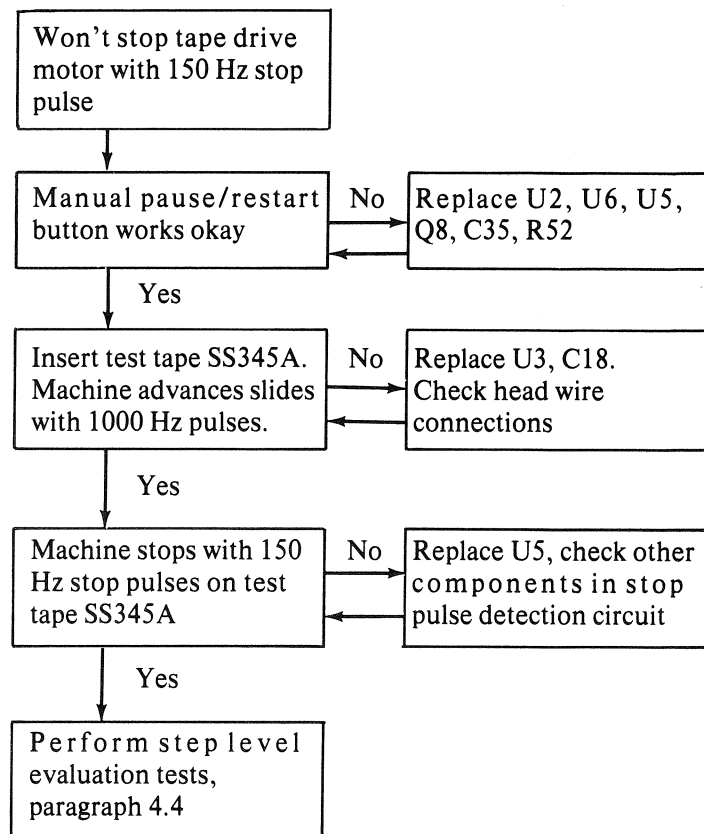 Won't stop tape drive
motor with 150 Hz stop
pulse
Manual pause/restart
button works okay
No
Replace U2, U6, U5,
Q8, C35, R52
Yes
Insert test tape SS345A.
Machine advances slides
with 1000 Hz pulses.
No
Replace U3, C18.
Check head wire
connections
Yes
Machine stops with 150
Hz stop pulses on test
tape SS345A
No
Replace U5, check other
components in stop
pulse detection circuit
Yes
Perform step level
evaluation tests,
paragraph 4.4